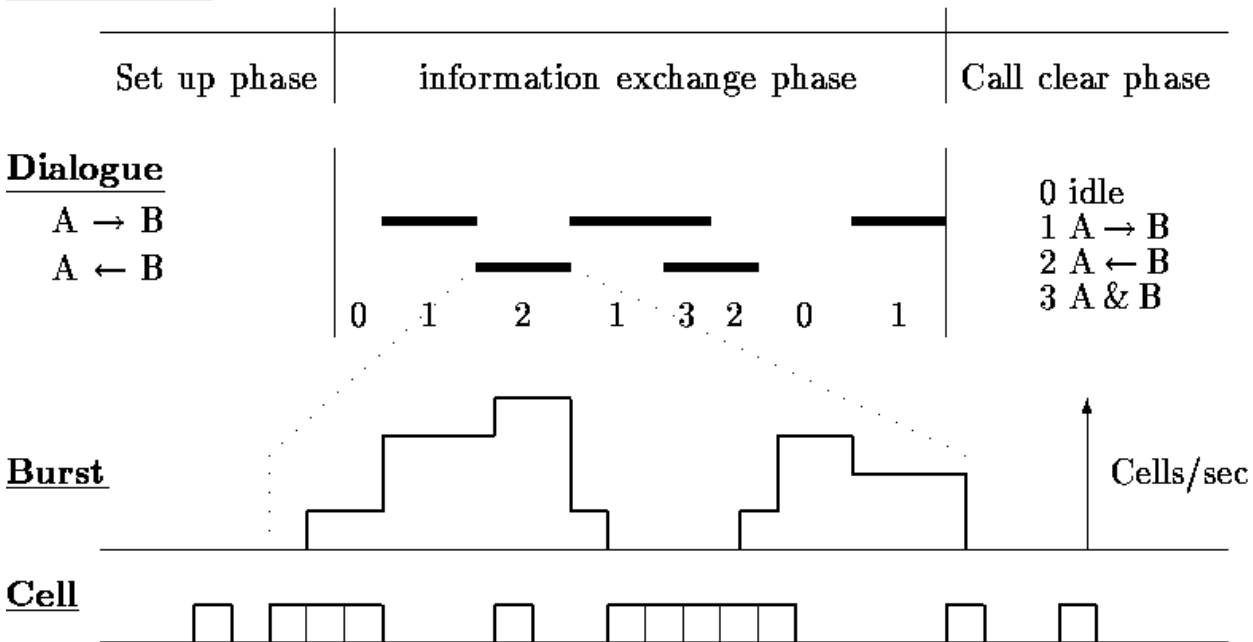 Set up phase information exchange phase Call clear phase
Dialogue
A → B
A ← B
0 1 2 1 3 2 0 1
0 idle
1 A → B
2 A ← B
3 A & B
Burst
Cells/sec
Cell